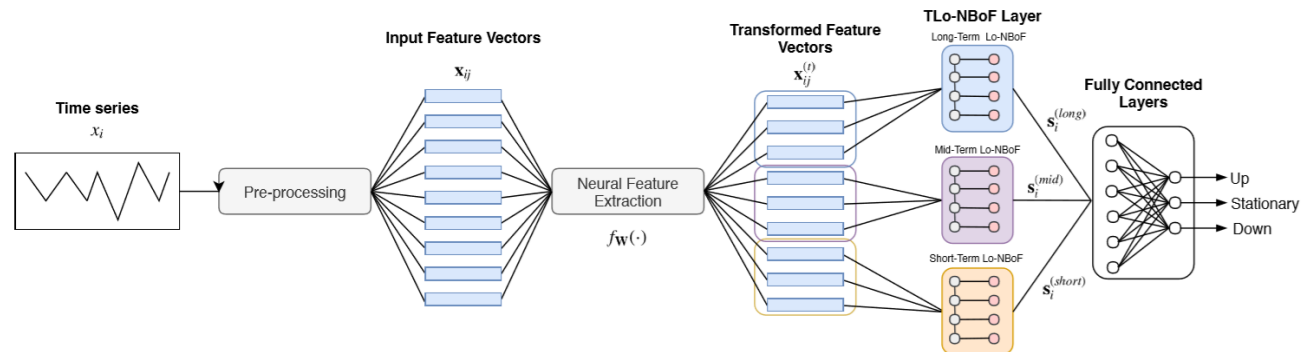 Time series
x_i
Pre-processing
Input Feature Vectors
x_ij
Neural Feature
Extraction
f_W(·)
Transformed Feature
Vectors
x_ij^(t)
TLo-NBoF Layer
Long-Term Lo-NBoF
Mid-Term Lo-NBoF
Short-Term Lo-NBoF
s_i^(long)
s_i^(mid)
s_i^(short)
Fully Connected
Layers
Up
Stationary
Down